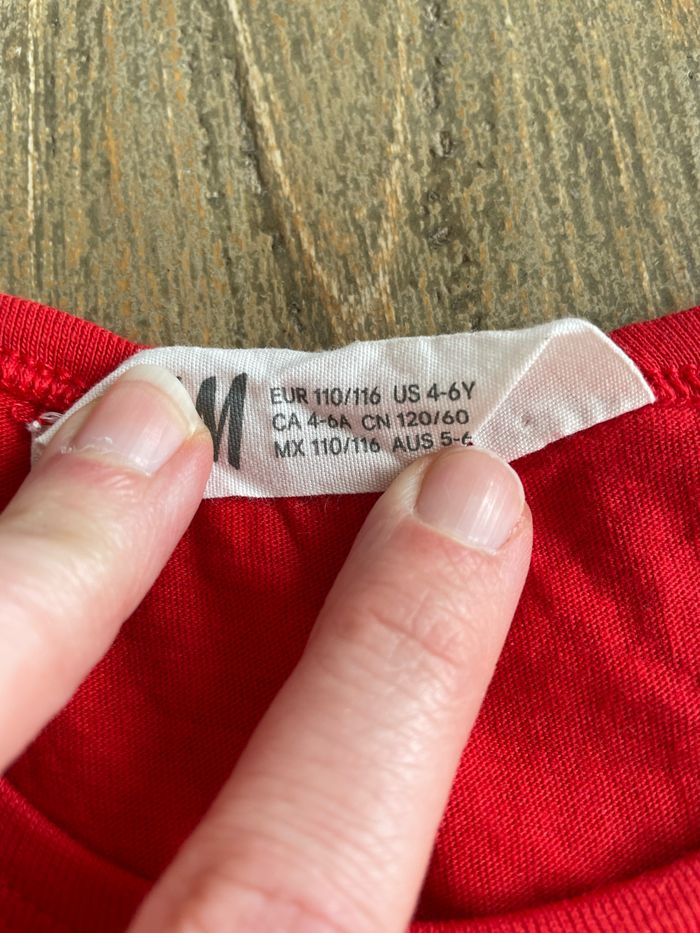 M
EUR 110/116 US 4-6Y
CA 4-6A CN 120/60
MX 110/116 AUS 5-6